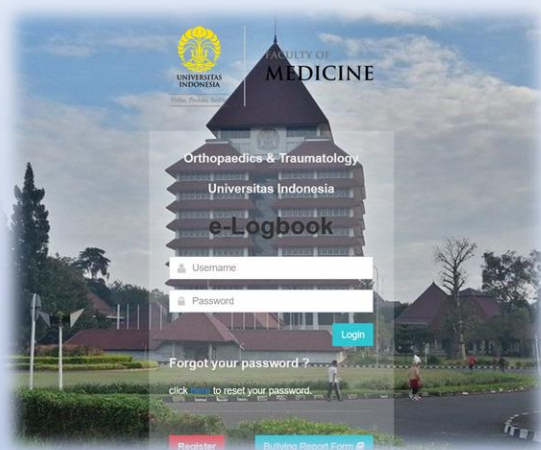 UNIVERSITAS
INDONESIA
FACULTY OF
MEDICINE
Orthopaedics & Traumatology
Universitas Indonesia
e-Logbook
Username
Password
Login
Forgot your password ?
click here to reset your password.
Register
Bullying Report Form